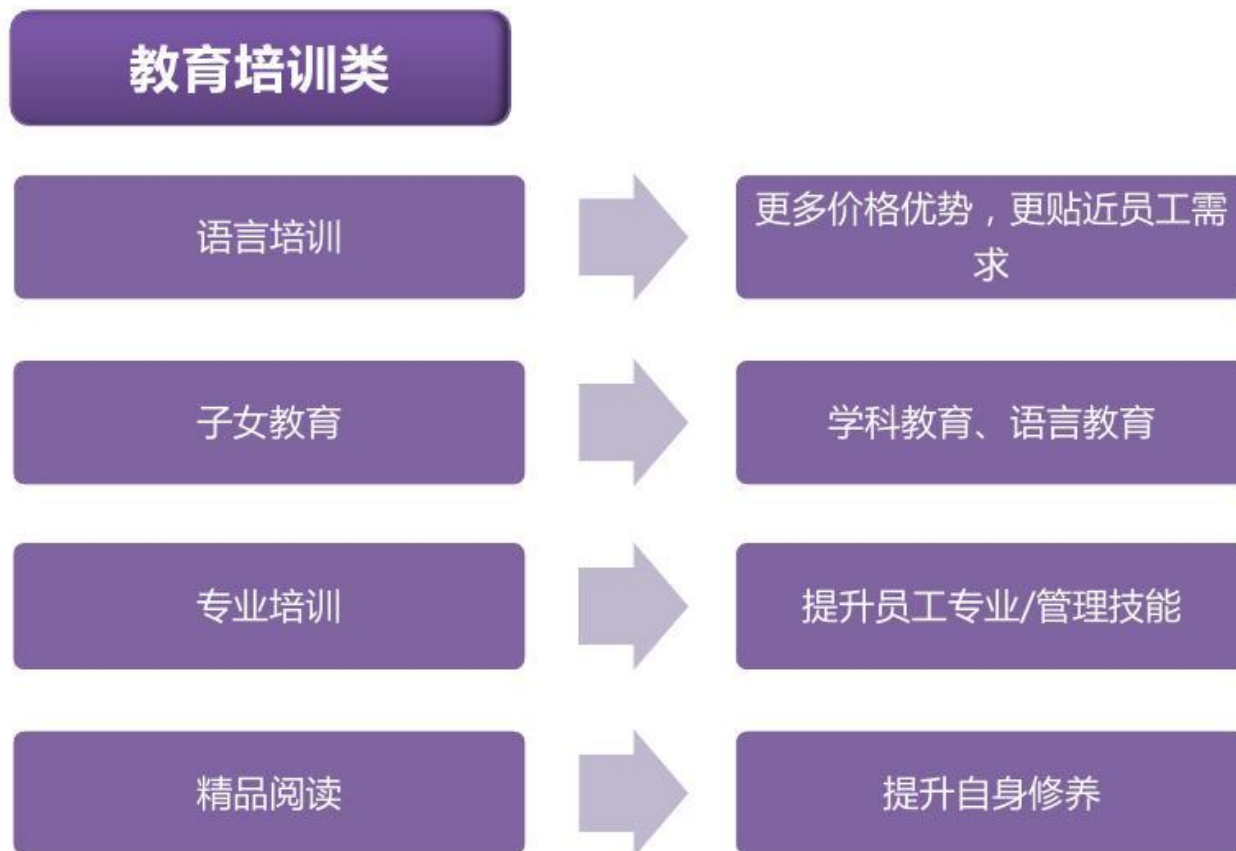 教育培训类
语言培训
更多价格优势，更贴近员工需
求
子女教育
学科教育、语言教育
专业培训
提升员工专业/管理技能
精品阅读
提升自身修养